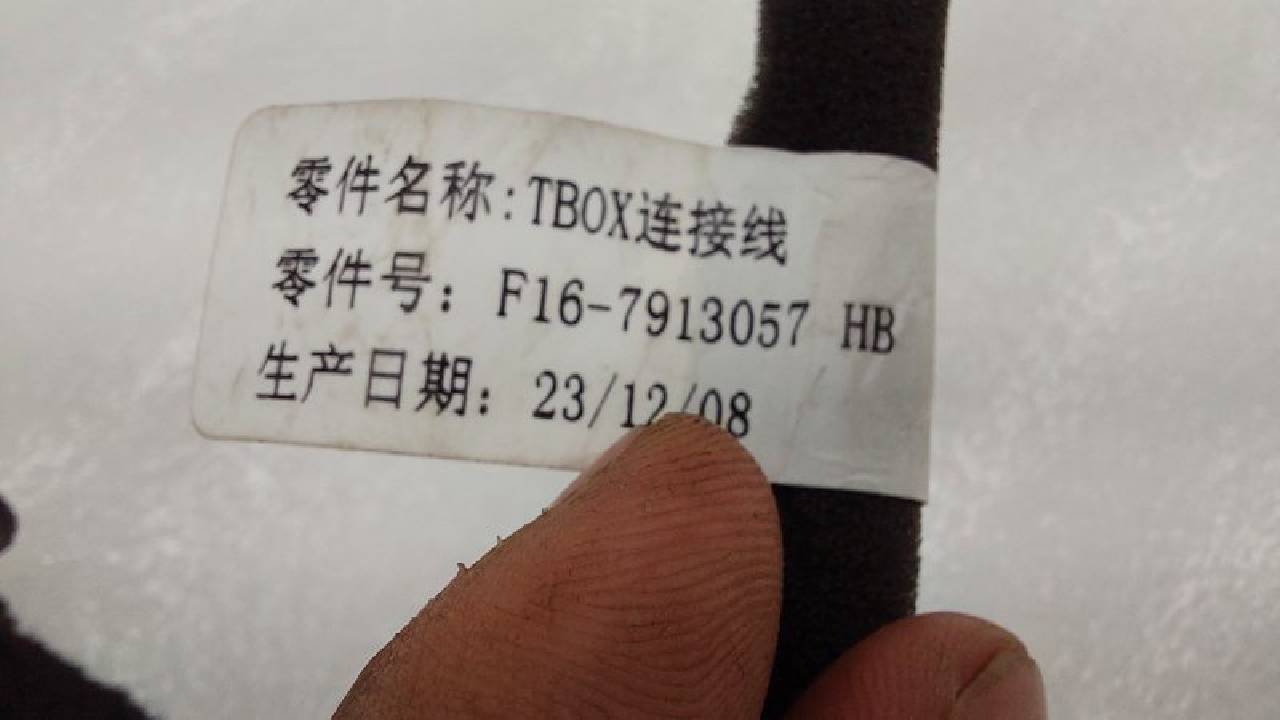 零件名称:TBOX连接线
零件号: F16-7913057 HB
生产日期: 23/12/08